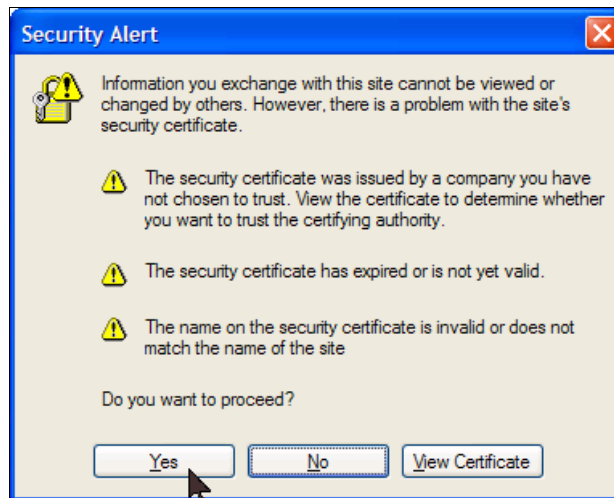 Security Alert
Information you exchange with this site cannot be viewed or
changed by others. However, there is a problem with the site's
security certificate.
The security certificate was issued by a company you have
not chosen to trust. View the certificate to determine whether
you want to trust the certifying authority.
The security certificate has expired or is not yet valid.
The name on the security certificate is invalid or does not
match the name of the site
Do you want to proceed?
Yes No View Certificate